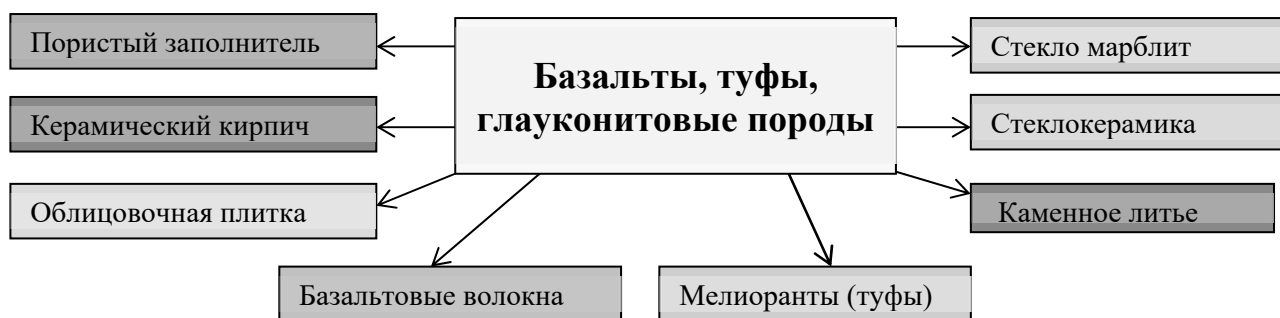 Пористый заполнитель
Базальты, туфы,
глауконитовые породы
Стекло марблит
Керамический кирпич
Стеклокерамика
Облицовочная плитка
Каменное литье
Базальтовые волокна
Мелиоранты (туфы)